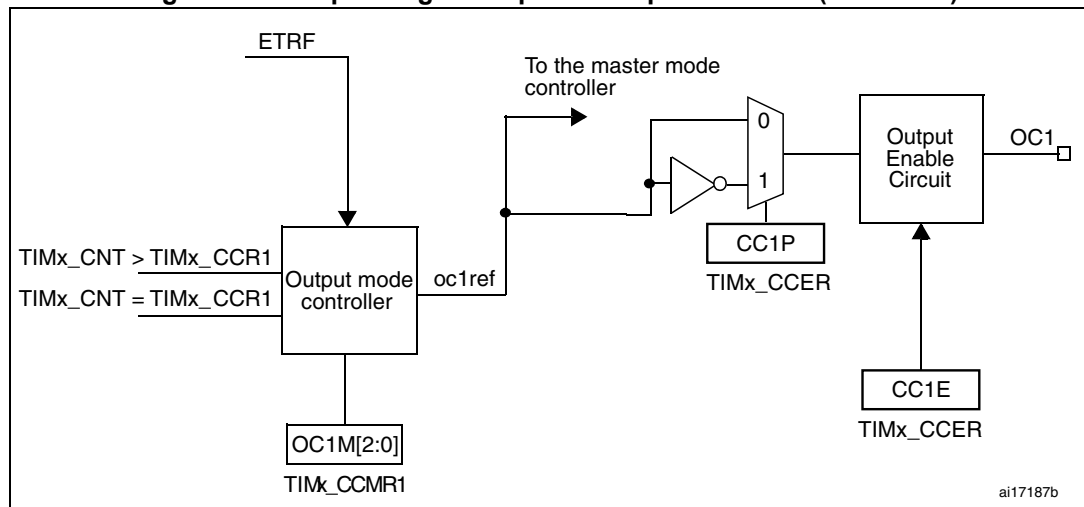 ETRF
To the master mode
controller
0
1
Output
Enable
Circuit
OC1
CC1P
TIMx_CCER
TIMx_CNT > TIMx_CCR1
TIMx_CNT = TIMx_CCR1
Output mode
controller
oc1ref
CC1E
TIMx_CCER
OC1M[2:0]
TIMx_CCMR1
ai17187b